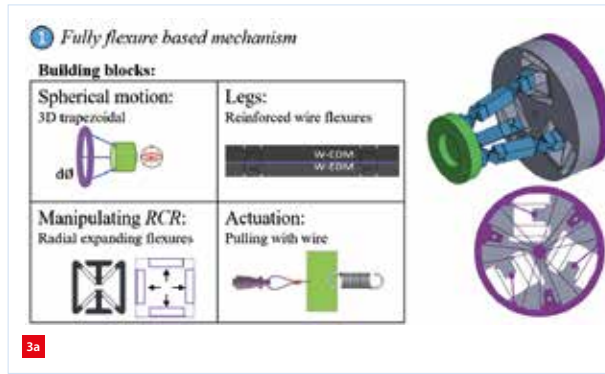 1 Fully flexure based mechanism
Building blocks:
Spherical motion:
3D trapezoidal
dØ
Legs:
Reinforced wire flexures
W-EDM
W-EDM
Manipulating RCR:
Radial expanding flexures
Actuation:
Pulling with wire
3a